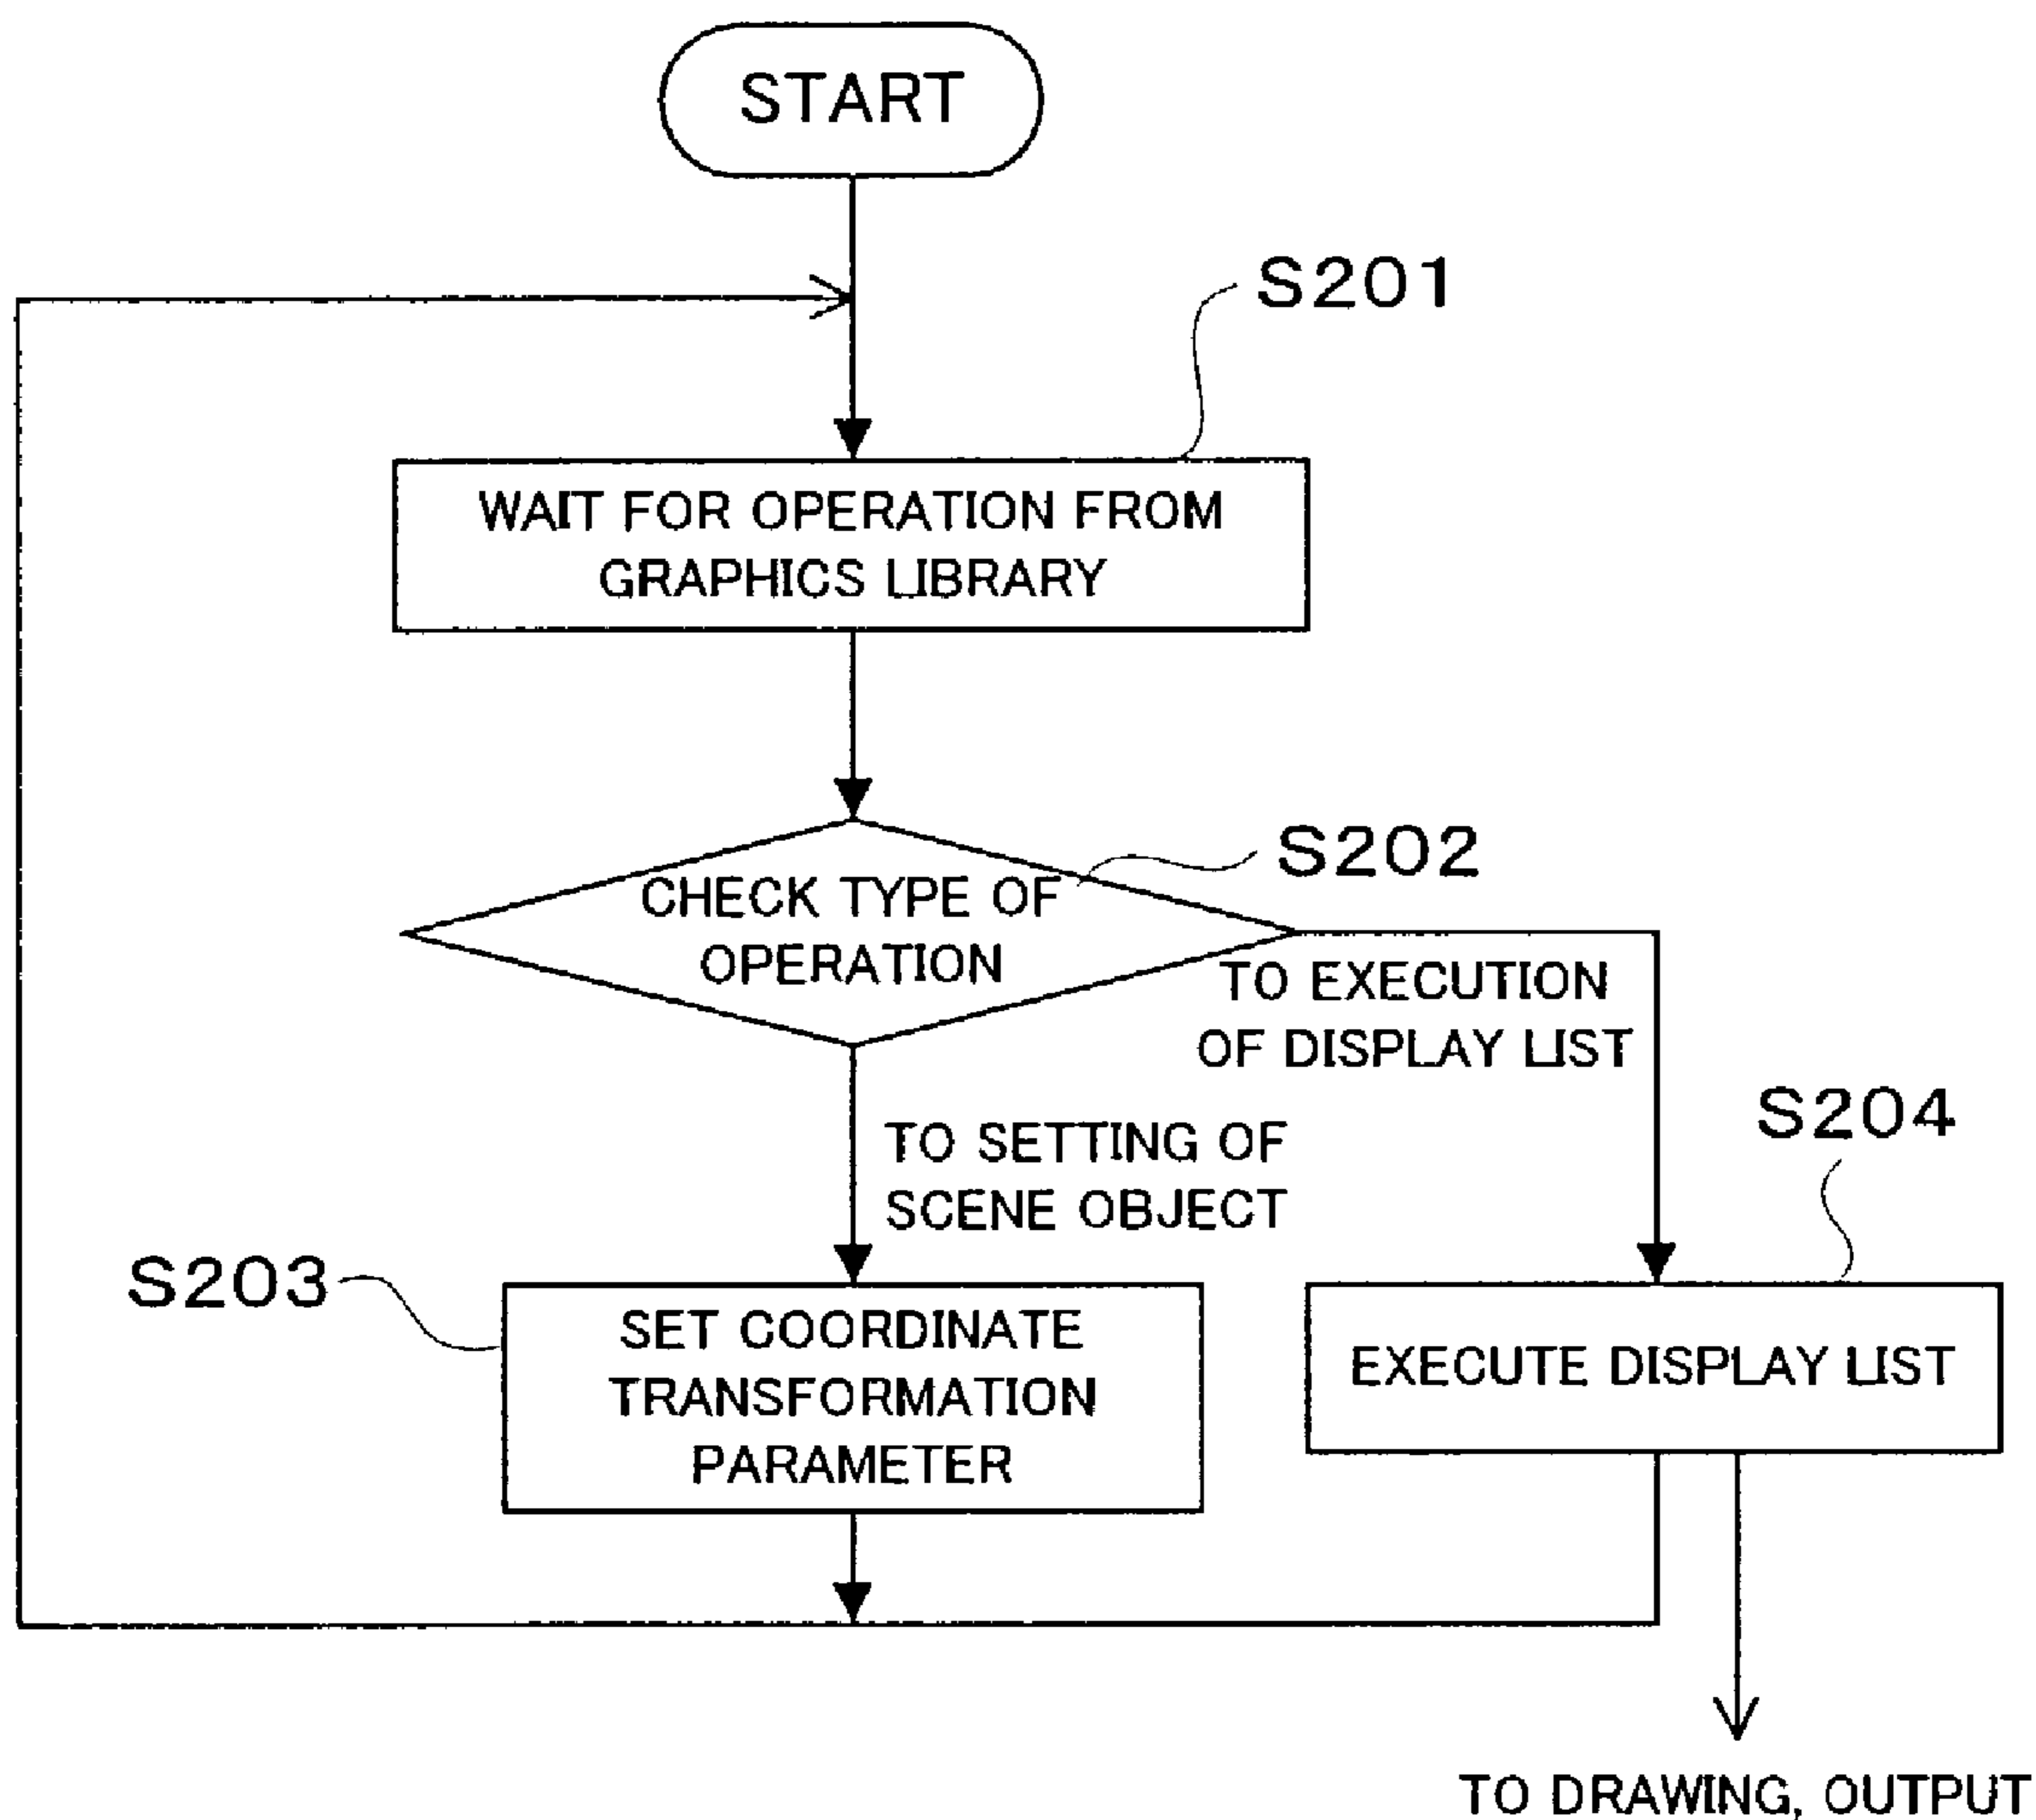 START
S201
WAIT FOR OPERATION FROM
GRAPHICS LIBRARY
S202
CHECK TYPE OF
OPERATION
TO EXECUTION
OF DISPLAY LIST
TO SETTING OF
SCENE OBJECT
S204
S203
SET COORDINATE
TRANSFORMATION
PARAMETER
EXECUTE DISPLAY LIST
TO DRAWING, OUTPUT